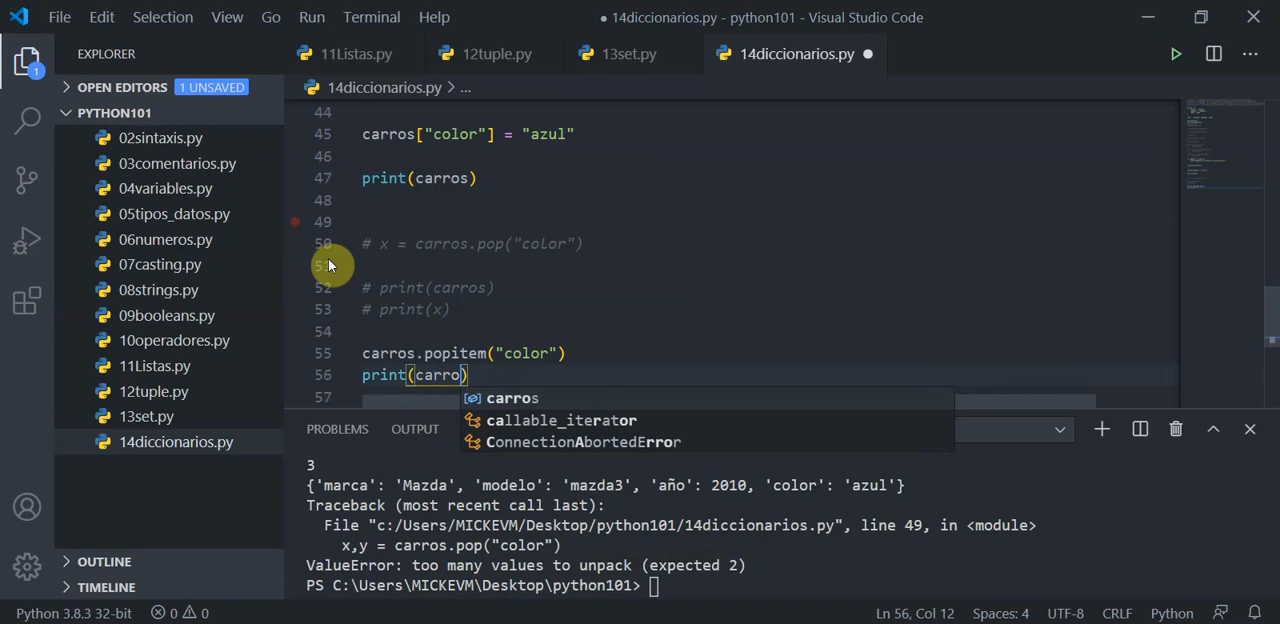 File Edit Selection View Go Run Terminal Help
● 14diccionarios.py - python101 - Visual Studio Code
EXPLORER
11Listas.py 12tuple.py 13set.py 14diccionarios.py ●
1
OPEN EDITORS 1 UNSAVED
14diccionarios.py > ...
PYTHON101
02sintaxis.py
03comentarios.py
04variables.py
05tipos_datos.py
06numeros.py
07casting.py
08strings.py
09booleans.py
10operadores.py
11Listas.py
12tuple.py
13set.py
14diccionarios.py
OUTLINE
TIMELINE
44
45 carros["color"] = "azul"
46
47 print(carros)
48
49
50 # x = carros.pop("color")
51
52 # print(carros)
53 # print(x)
54
55 carros.popitem("color")
56 print(carro)
57
carros
callable_iterator
ConnectionAbortedError
PROBLEMS OUTPUT
3
{'marca': 'Mazda', 'modelo': 'mazda3', 'año': 2010, 'color': 'azul'}
Traceback (most recent call last):
File "c:/Users/MICKEVM/Desktop/python101/14diccionarios.py", line 49, in <module>
x,y = carros.pop("color")
ValueError: too many values to unpack (expected 2)
PS C:\Users\MICKEVM\Desktop\python101>
Python 3.8.3 32-bit 0 0 Ln 56, Col 12 Spaces: 4 UTF-8 CRLF Python